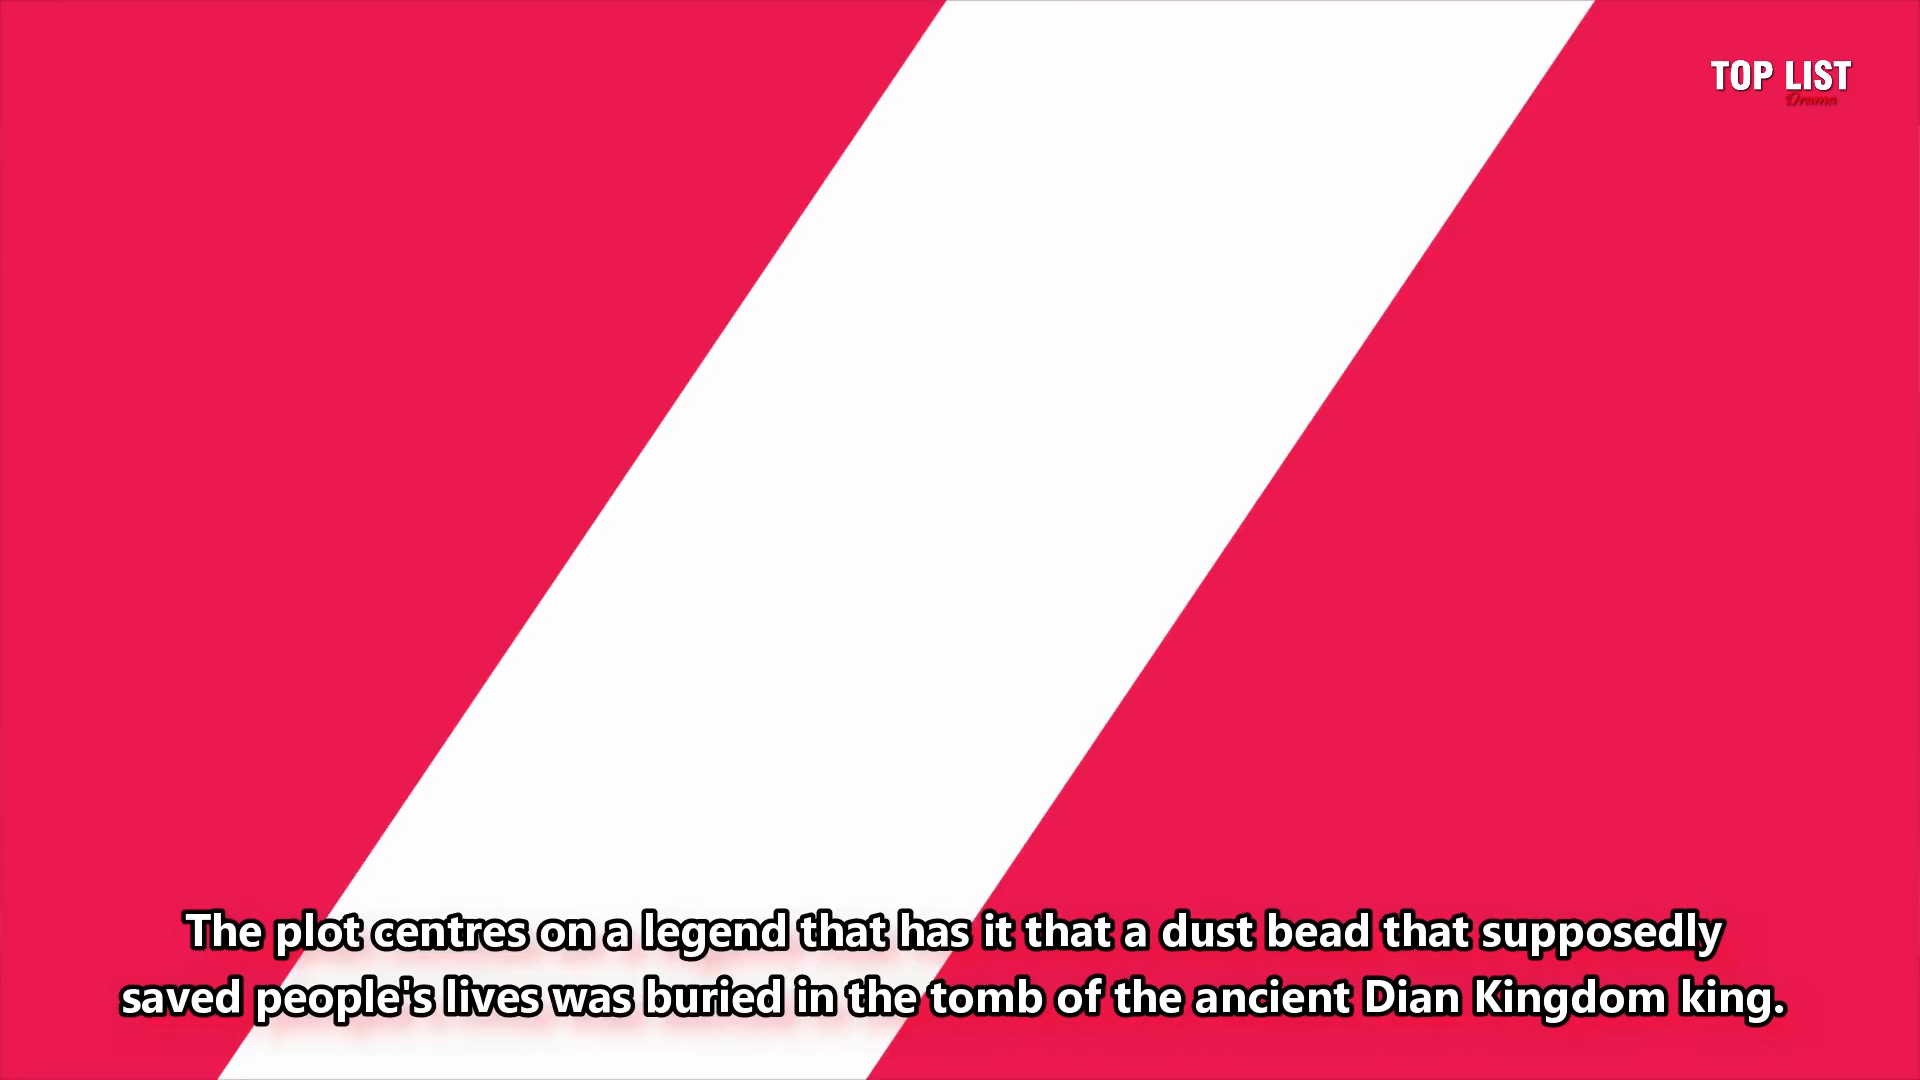 TOP LIST
Drama
The plot centres on a legend that has it that a dust bead that supposedly
saved people's lives was buried in the tomb of the ancient Dian Kingdom king.